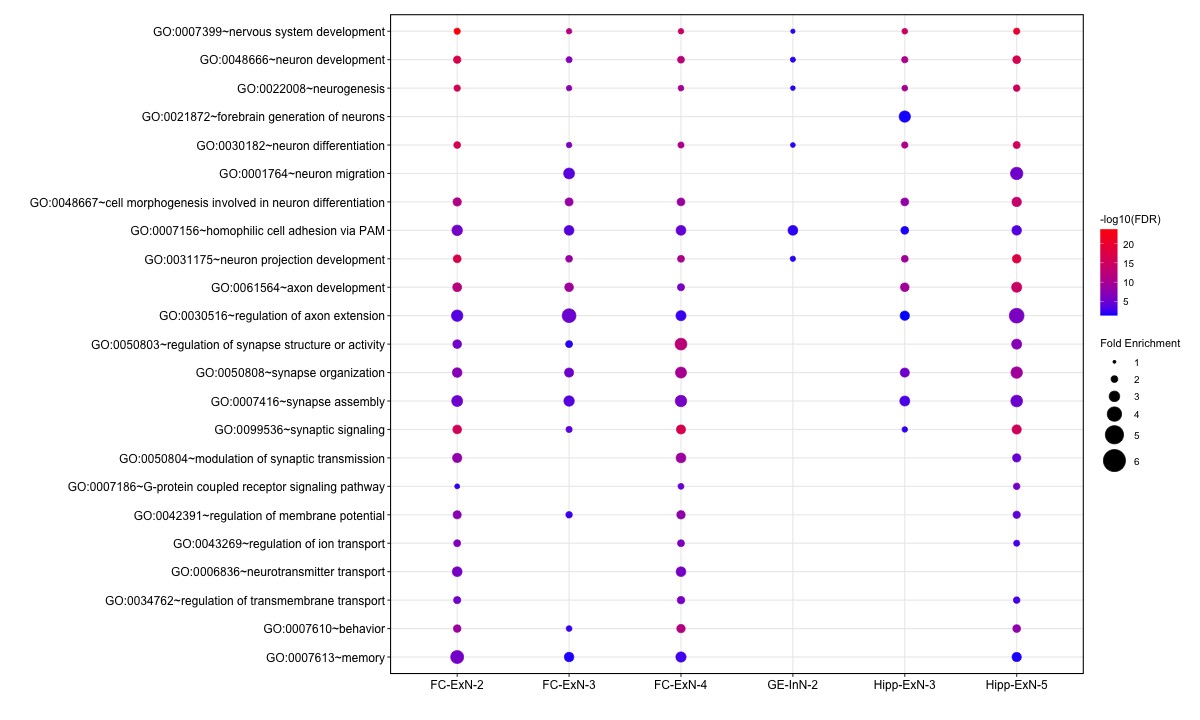 GO:0007399~nervous system development
GO:0048666~neuron development
GO:0022008~neurogenesis
GO:0021872~forebrain generation of neurons
GO:0030182~neuron differentiation
GO:0001764~neuron migration
GO:0048667~cell morphogenesis involved in neuron differentiation
GO:0007156~homophilic cell adhesion via PAM
GO:0031175~neuron projection development
GO:0061564~axon development
GO:0030516~regulation of axon extension
GO:0050803~regulation of synapse structure or activity
GO:0050808~synapse organization
GO:0007416~synapse assembly
GO:0099536~synaptic signaling
GO:0050804~modulation of synaptic transmission
GO:0007186~G-protein coupled receptor signaling pathway
GO:0042391~regulation of membrane potential
GO:0043269~regulation of ion transport
GO:0006836~neurotransmitter transport
GO:0034762~regulation of transmembrane transport
GO:0007610~behavior
GO:0007613~memory
FC-ExN-2 FC-ExN-3 FC-ExN-4 GE-InN-2 Hipp-ExN-3 Hipp-ExN-5
-log10(FDR)
20
15
10
5
Fold Enrichment
1
2
3
4
5
6